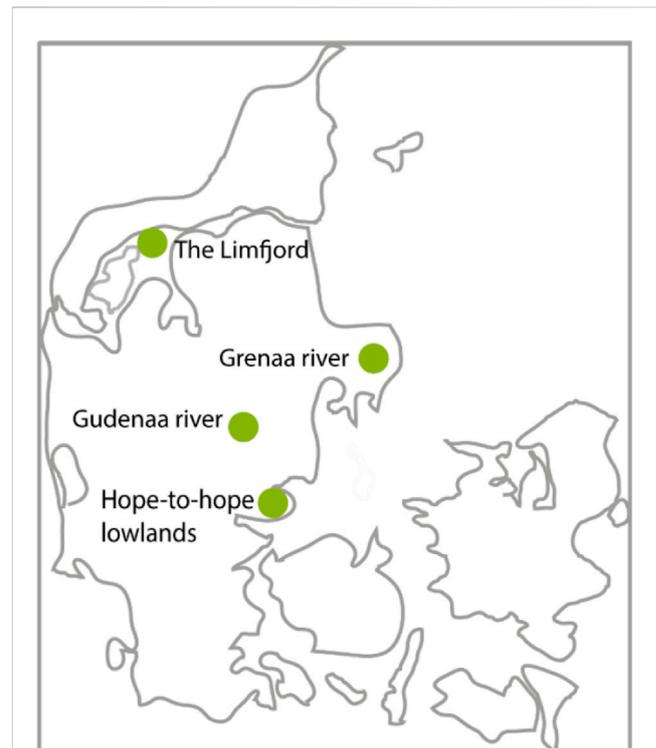 The Limfjord
Grenaa river
Gudenaa river
Hope-to-hope
lowlands